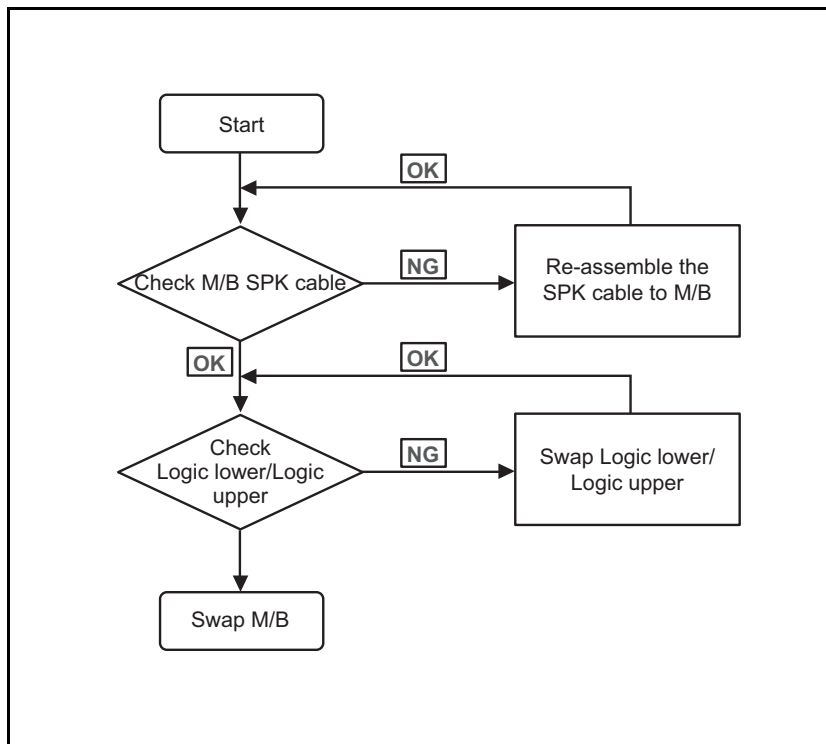 Start
OK
Check M/B SPK cable
NG
Re-assemble the
SPK cable to M/B
OK
OK
Check
Logic lower/Logic
upper
NG
Swap Logic lower/
Logic upper
Swap M/B